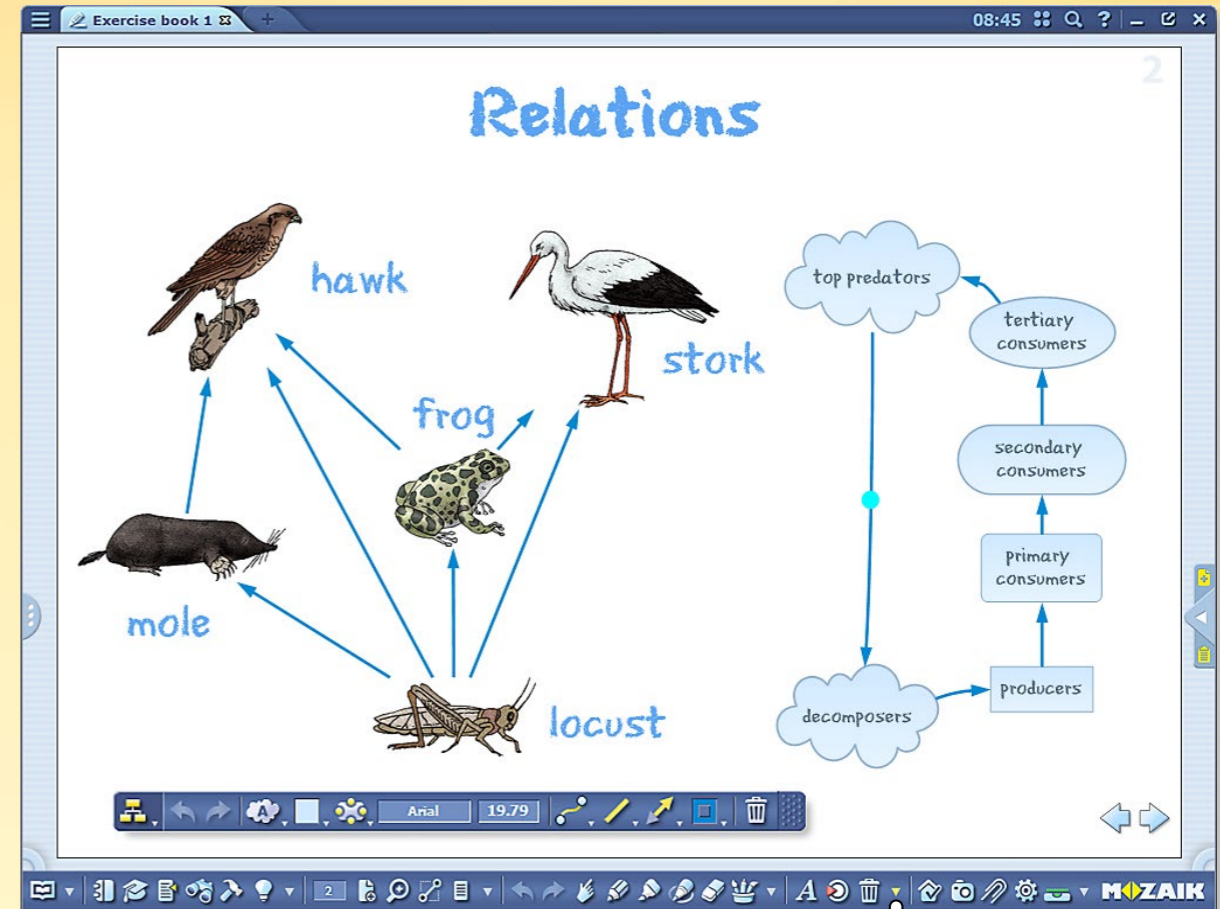 Exercise book 1
08:45
2
Relations
hawk
stork
frog
mole
locust
top predators
tertiary
consumers
secondary
consumers
primary
consumers
producers
decomposers
A
Arial
19.79
2
A
MOZAIK